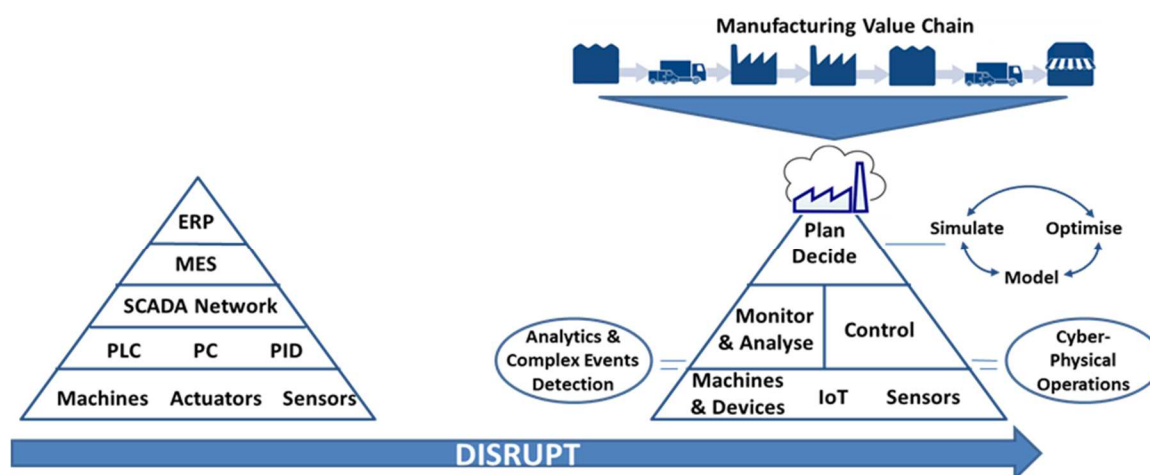 Manufacturing Value Chain
ERP
MES
SCADA Network
PLC PC PID
Machines Actuators Sensors
Plan
Decide
Monitor
& Analyse
Control
Machines
& Devices
IoT Sensors
Analytics &
Complex Events
Detection
Simulate Optimise
Model
Cyber-
Physical
Operations
DISRUPT